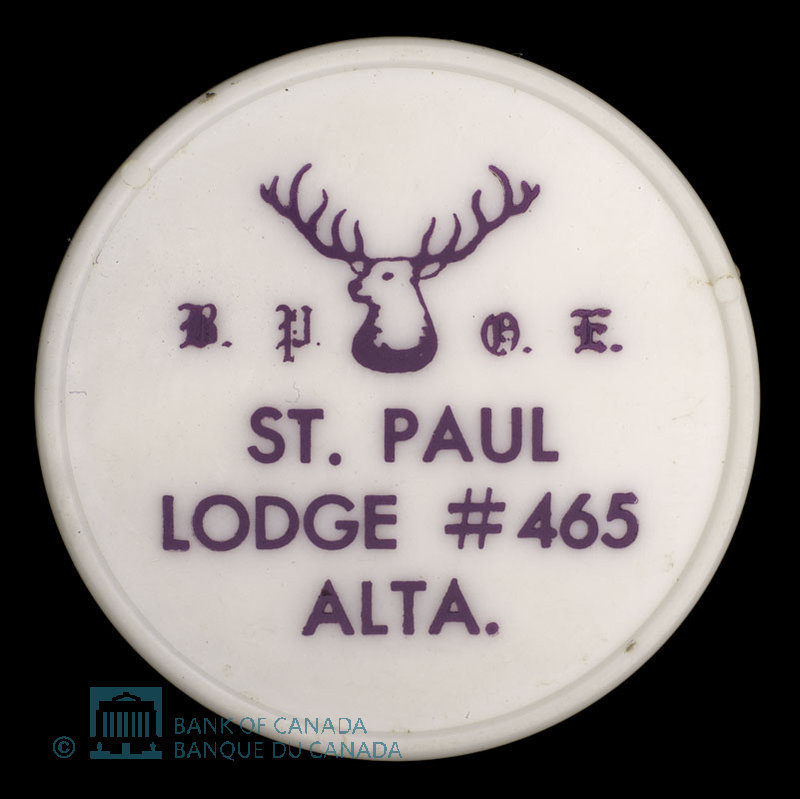 B. P. O. E.
ST. PAUL
LODGE #465
ALTA.
© BANK OF CANADA
BANQUE DU CANADA